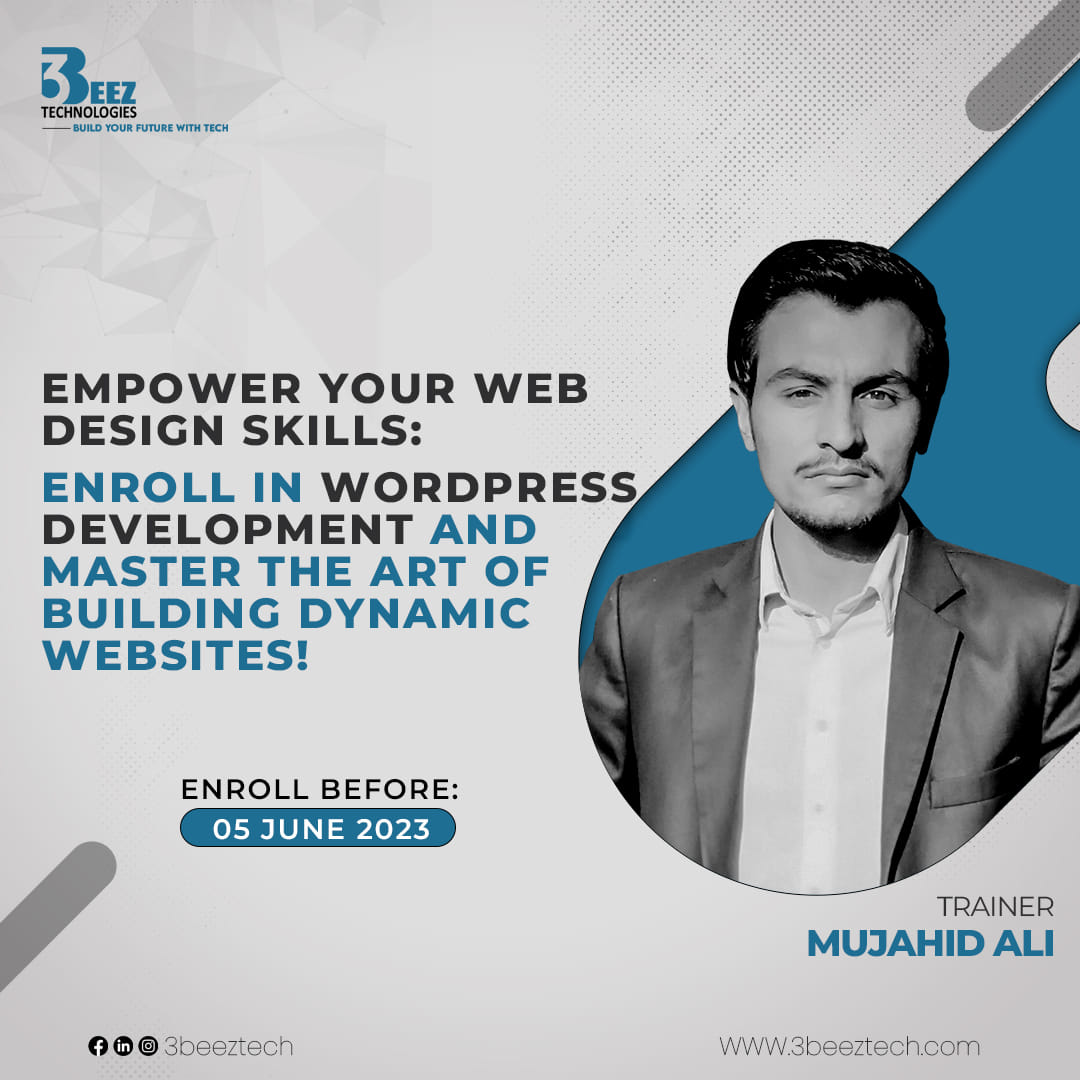 3BEEZ
TECHNOLOGIES
BUILD YOUR FUTURE WITH TECH
EMPOWER YOUR WEB
DESIGN SKILLS:
ENROLL IN WORDPRESS
DEVELOPMENT AND
MASTER THE ART OF
BUILDING DYNAMIC
WEBSITES!
ENROLL BEFORE:
05 JUNE 2023
TRAINER
MUJAHID ALI
3beeztech
WWW.3beeztech.com